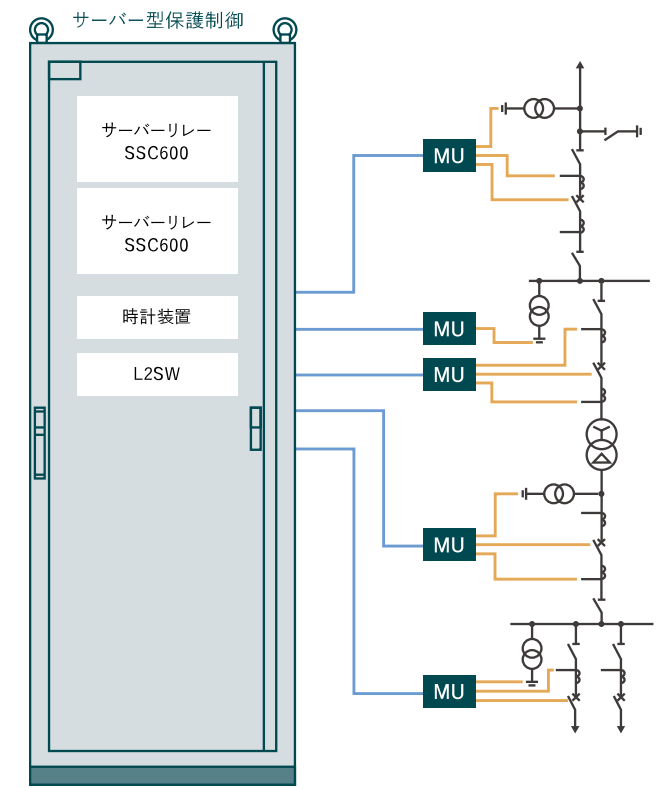 サーバー型保護制御
サーバーリレー
SSC600
サーバーリレー
SSC600
時計装置
L2SW
MU
MU
MU
MU
MU